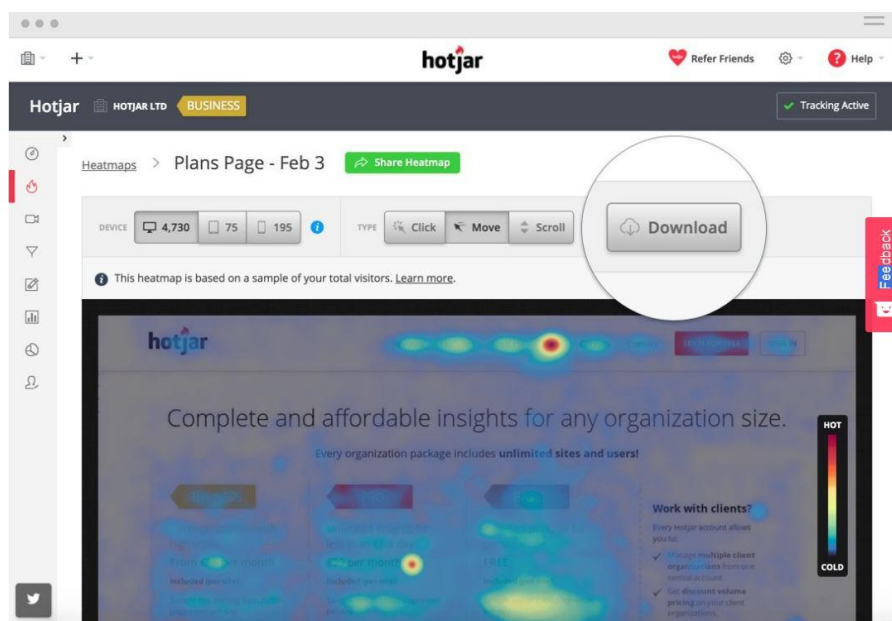 hotjar
Refer Friends
? Help
Hotjar HOTJAR LTD BUSINESS
Tracking Active
Heatmaps > Plans Page - Feb 3 Share Heatmap
DEVICE 4,730 75 195 i TYPE Click Move Scroll Download
i This heatmap is based on a sample of your total visitors. Learn more.
Feedback
hotjar
Complete and affordable insights for any organization size.
Every organization package includes unlimited sites and users!
HOT
COLD
Work with clients?
Every Hotjar account allows
you to:
Manage multiple client
organizations from one
central account.
Get discount volume
pricing on your client
organizations.
per month
per month
FREE
Included